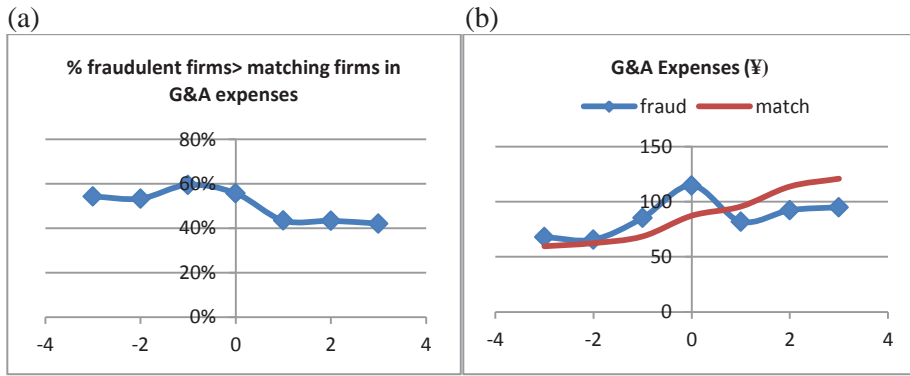 (a)
% fraudulent firms> matching firms in
G&A expenses
80%
60%
40%
20%
0%
-4
-2
0
2
4
(b)
G&A Expenses (¥)
fraud
match
150
100
50
0
-4
-2
0
2
4